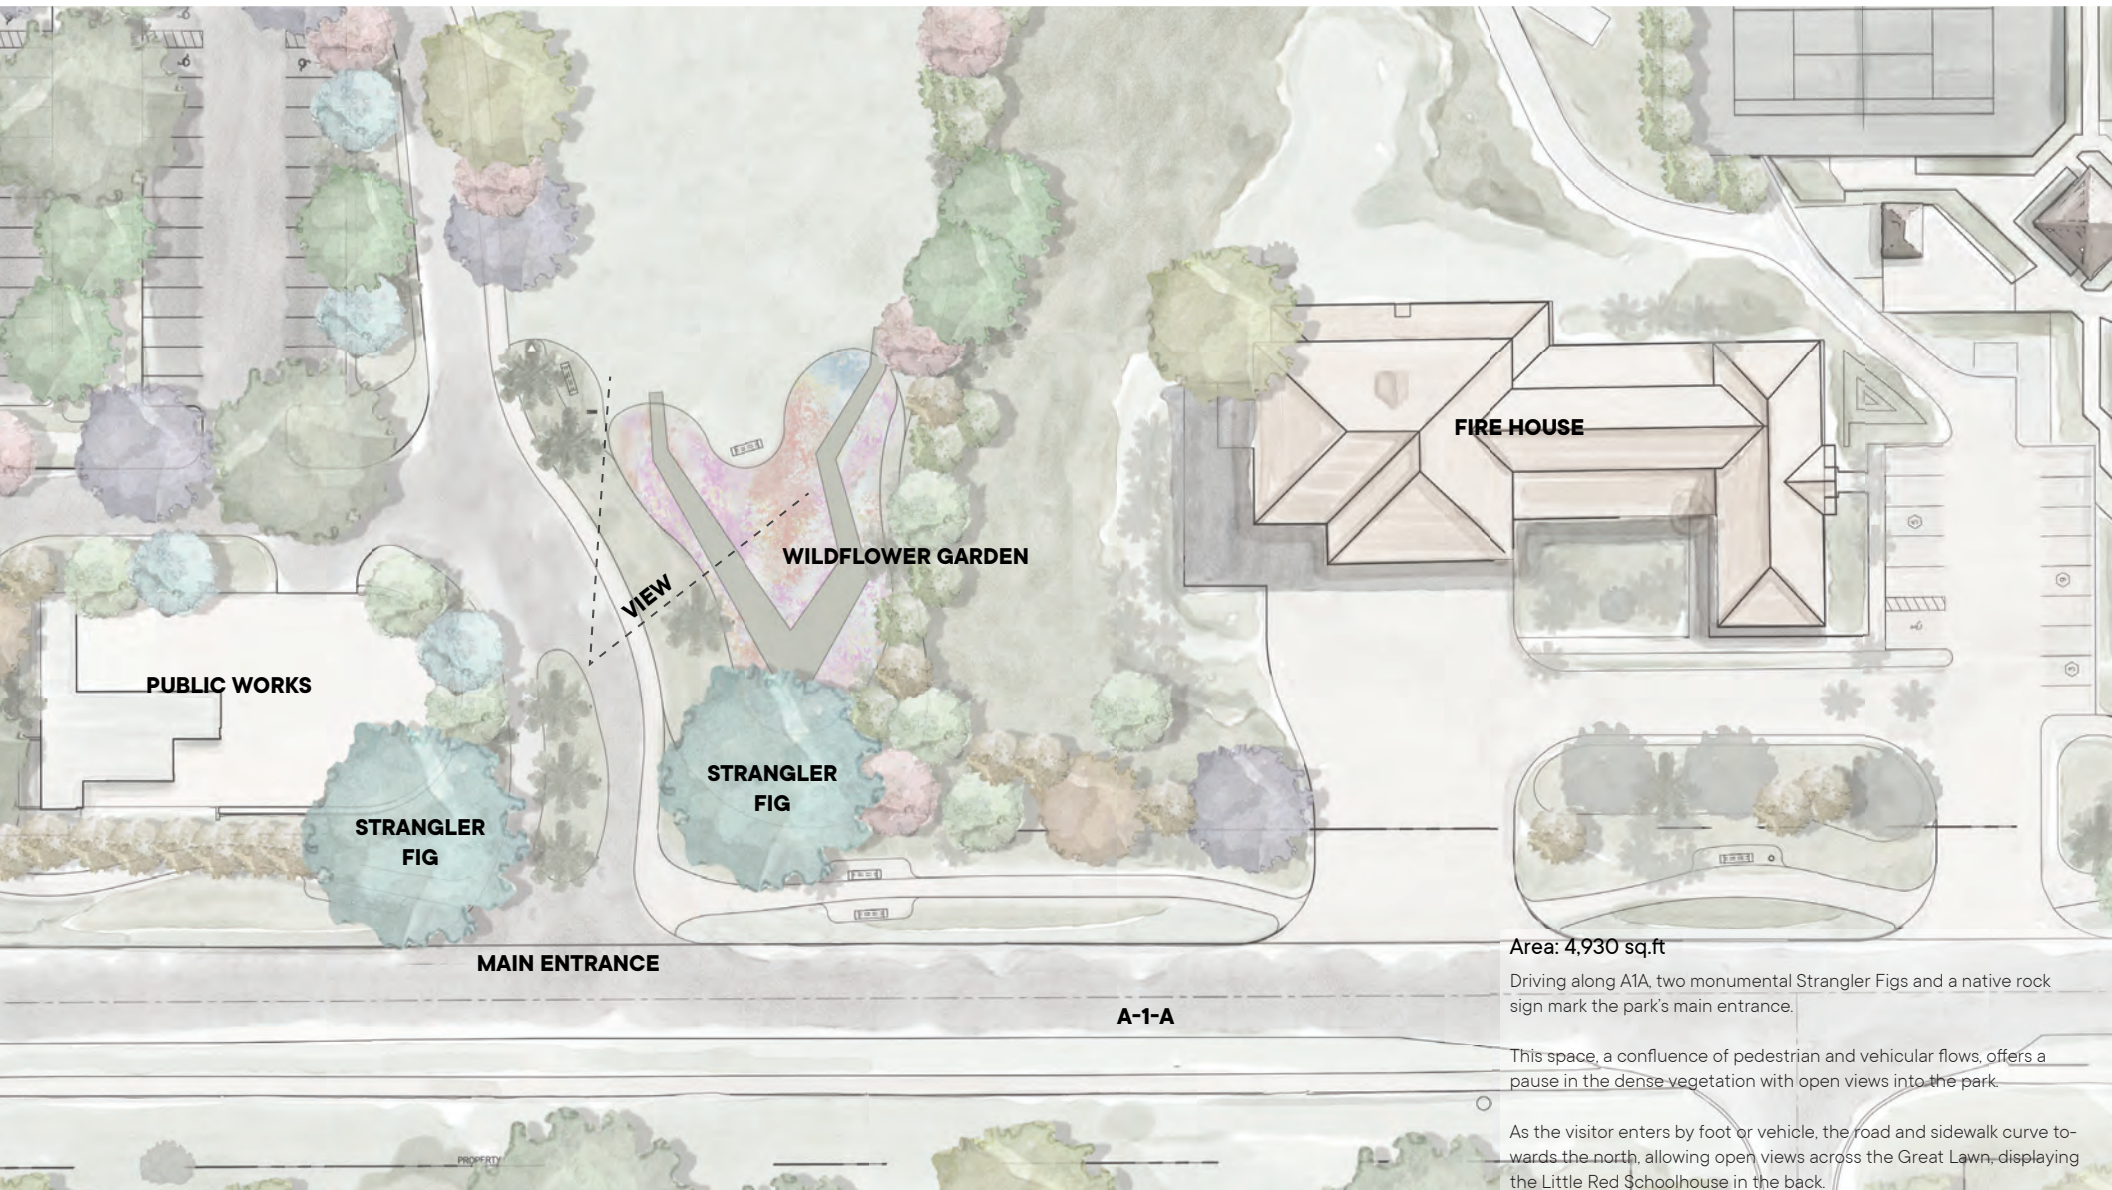 FIRE HOUSE
WILDFLOWER GARDEN
VIEW
PUBLIC WORKS
STRANGLER
FIG
STRANGLER
FIG
MAIN ENTRANCE
A-1-A
PROPERTY
Area: 4,930 sq.ft
Driving along A1A, two monumental Strangler Figs and a native rock
sign mark the park's main entrance.
This space, a confluence of pedestrian and vehicular flows, offers a
pause in the dense vegetation with open views into the park.
As the visitor enters by foot or vehicle, the road and sidewalk curve to-
wards the north, allowing open views across the Great Lawn, displaying
the Little Red Schoolhouse in the back.